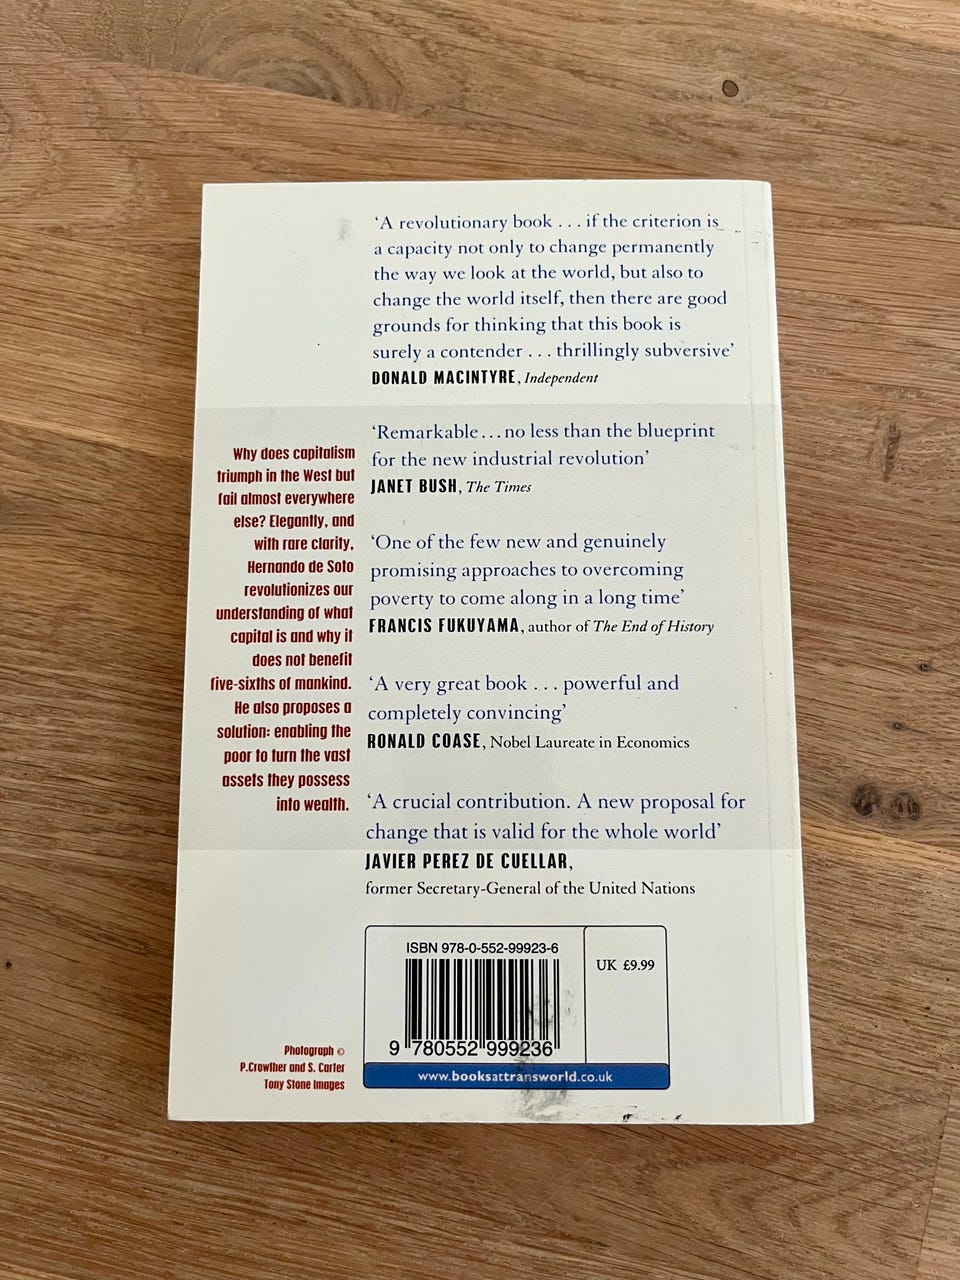 ‘A revolutionary book . . . if the criterion is
a capacity not only to change permanently
the way we look at the world, but also to
change the world itself, then there are good
grounds for thinking that this book is
surely a contender . . . thrillingly subversive’
DONALD MACINTYRE, Independent
‘Remarkable . . . no less than the blueprint
for the new industrial revolution’
JANET BUSH, The Times
‘One of the few new and genuinely
promising approaches to overcoming
poverty to come along in a long time’
FRANCIS FUKUYAMA, author of The End of History
‘A very great book . . . powerful and
completely convincing’
RONALD COASE, Nobel Laureate in Economics
‘A crucial contribution. A new proposal for
change that is valid for the whole world’
JAVIER PEREZ DE CUELLAR,
former Secretary-General of the United Nations
Why does capitalism
triumph in the West but
fail almost everywhere
else? Elegantly, and
with rare clarity,
Hernando de Soto
revolutionizes our
understanding of what
capital is and why it
does not benefit
five-sixths of mankind.
He also proposes a
solution: enabling the
poor to turn the vast
assets they possess
into wealth.
ISBN 978-0-552-99923-6
UK £9.99
9 780552 999236
www.booksattransworld.co.uk
Photograph ©
P.Crowther and S. Carter
Tony Stone Images